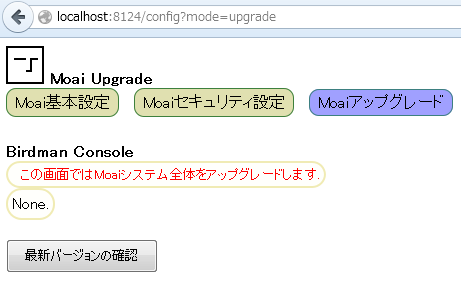 localhost:8124/config?mode=upgrade
Moai Upgrade
Moai基本設定 Moaiセキュリティ設定 Moaiアップグレード
Birdman Console
この画面ではMoaiシステム全体をアップグレードします.
None.
最新バージョンの確認